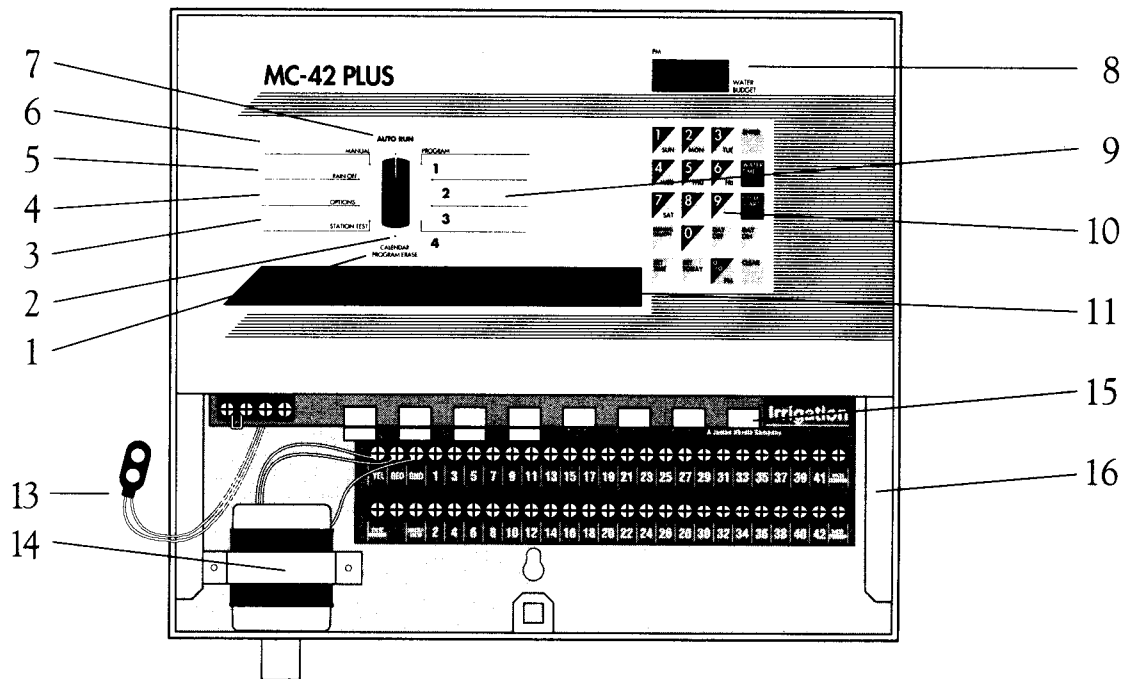 PM
MC-42 PLUS
WATER
BUDGET
7
8
6
5
4
3
2
1
AUTO RUN
MANUAL
RAIN OFF
OPTIONS
STATION TEST
CALENDAR
PROGRAM ERASE
PROGRAM
1
2
3
4
1 SUN 2 MON 3 TUE
4 5 6
7 SAT 8 9
0
CLEAR
9
10
11
15
16
13
14
Irrigation
YEL RED GND 1 3 5 7 9 11 13 15 17 19 21 23 25 27 29 31 33 35 37 39 41
2 4 6 8 10 12 14 16 18 20 22 24 26 28 30 32 34 36 38 40 42